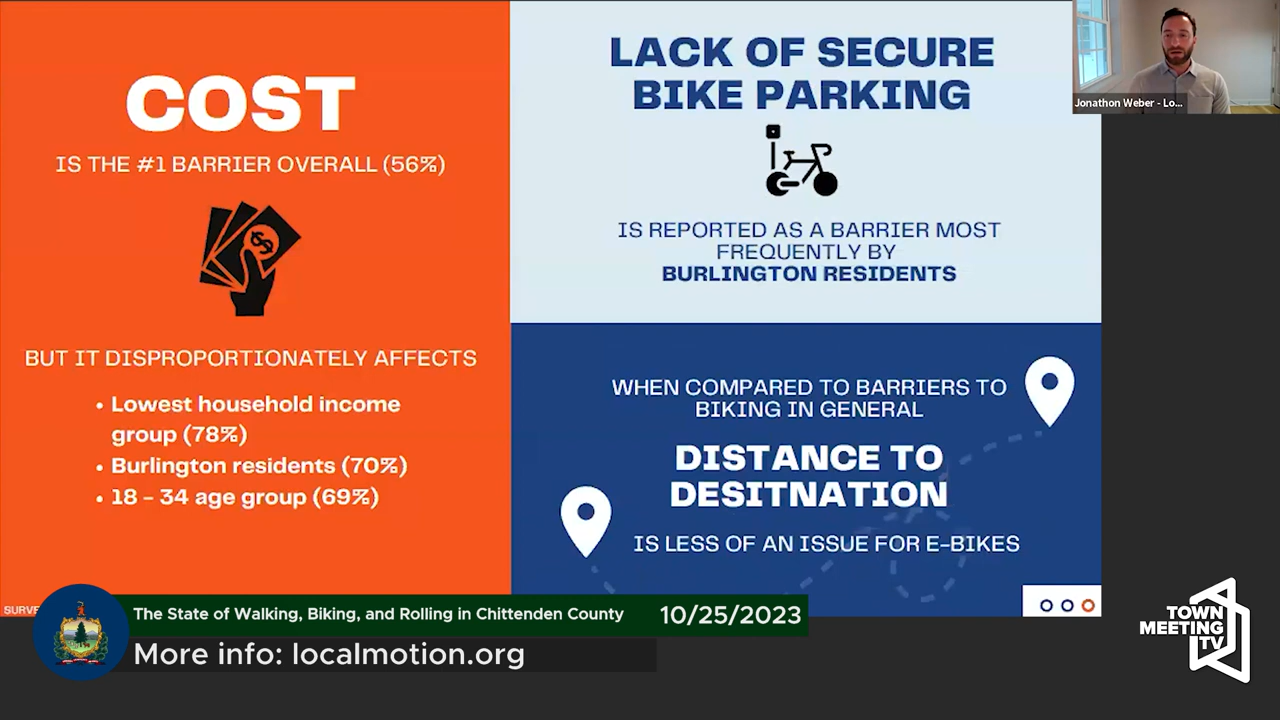 COST
IS THE #1 BARRIER OVERALL (56%)
$
BUT IT DISPROPORTIONATELY AFFECTS
• Lowest household income
group (78%)
• Burlington residents (70%)
• 18 - 34 age group (69%)
LACK OF SECURE
BIKE PARKING
IS REPORTED AS A BARRIER MOST
FREQUENTLY BY
BURLINGTON RESIDENTS
WHEN COMPARED TO BARRIERS TO
BIKING IN GENERAL
DISTANCE TO
DESITNATION
IS LESS OF AN ISSUE FOR E-BIKES
Jonathon Weber - Lo...
SURVE
The State of Walking, Biking, and Rolling in Chittenden County
10/25/2023
More info: localmotion.org
TOWN
MEETING
TV